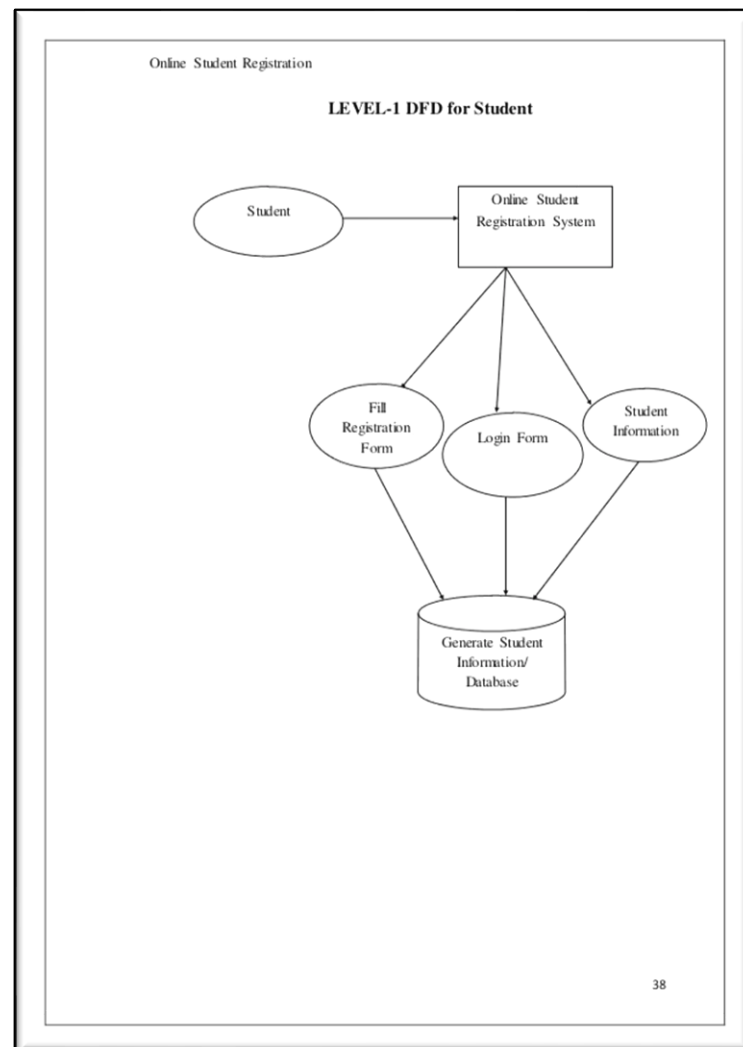 Online Student Registration
LEVEL-1 DFD for Student
Student
Online Student
Registration System
Fill
Registration
Form
Login Form
Student
Information
Generate Student
Information/
Database
38